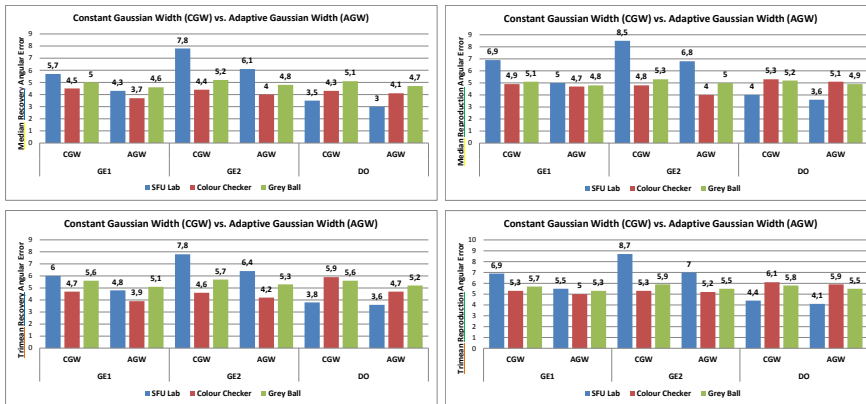 Constant Gaussian Width (CGW) vs. Adaptive Gaussian Width (AGW)
Median Recovery Angular Error
9
8
7
6
5
4
3
2
1
0
5,7 4,5 5 4,3 3,7 4,6 7,8 4,4 5,2 6,1 4 4,8 3,5 4,3 5,1 3 4,1 4,7
CGW AGW CGW AGW CGW AGW
GE1 GE2 DO
SFU Lab Colour Checker Grey Ball
Constant Gaussian Width (CGW) vs. Adaptive Gaussian Width (AGW)
Median Reproduction Angular Error
9
8
7
6
5
4
3
2
1
0
6,9 4,9 5,1 5 4,7 4,8 8,5 4,8 5,3 6,8 4 5 4 5,3 5,2 3,6 5,1 4,9
CGW AGW CGW AGW CGW AGW
GE1 GE2 DO
SFU Lab Colour Checker Grey Ball
Constant Gaussian Width (CGW) vs. Adaptive Gaussian Width (AGW)
Trimean Recovery Angular Error
9
8
7
6
5
4
3
2
1
0
6 4,7 5,6 4,8 3,9 5,1 7,8 4,6 5,7 6,4 4,2 5,3 3,8 5,9 5,6 3,6 4,7 5,2
CGW AGW CGW AGW CGW AGW
GE1 GE2 DO
SFU Lab Colour Checker Grey Ball
Constant Gaussian Width (CGW) vs. Adaptive Gaussian Width (AGW)
Trimean Reproduction Angular Error
10
9
8
7
6
5
4
3
2
1
0
6,9 5,3 5,7 5,5 5 5,3 8,7 5,3 5,9 7 5,2 5,5 4,4 6,1 5,8 4,1 5,9 5,5
CGW AGW CGW AGW CGW AGW
GE1 GE2 DO
SFU Lab Colour Checker Grey Ball